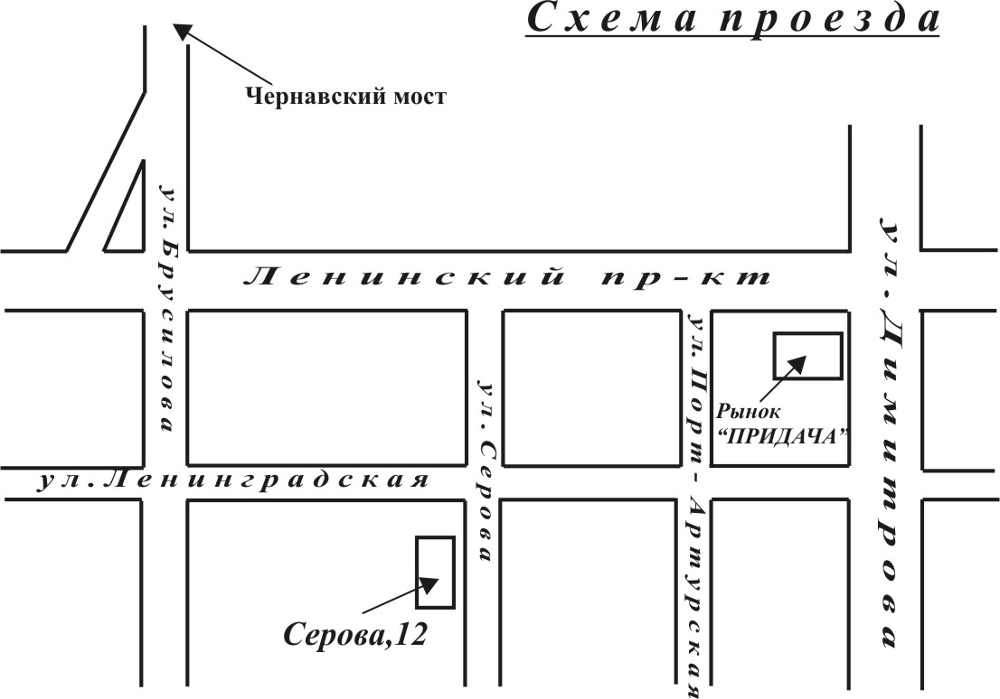 Схема проезда
Чернавский мост
ул.Брусилова
Ленинский пр-кт
ул.Димитрова
ул.Порт-Артурская
Рынок
“ПРИДАЧА”
ул.Серова
ул.Ленинградская
Серова,12